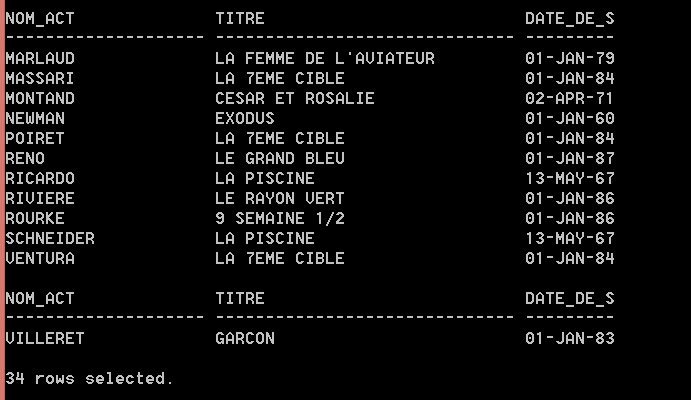 NOM_ACT TITRE DATE_DE_S
-------------------- ------------------------------ ---------
MARLAUD LA FEMME DE L'AVIATEUR 01-JAN-79
MASSARI LA 7EME CIBLE 01-JAN-84
MONTAND CESAR ET ROSALIE 02-APR-71
NEWMAN EXODUS 01-JAN-60
POIRET LA 7EME CIBLE 01-JAN-84
RENO LE GRAND BLEU 01-JAN-87
RICARDO LA PISCINE 13-MAY-67
RIVIERE LE RAYON VERT 01-JAN-86
ROURKE 9 SEMAINE 1/2 01-JAN-86
SCHNEIDER LA PISCINE 13-MAY-67
VENTURA LA 7EME CIBLE 01-JAN-84
NOM_ACT TITRE DATE_DE_S
-------------------- ------------------------------ ---------
VILLERET GARCON 01-JAN-83
34 rows selected.